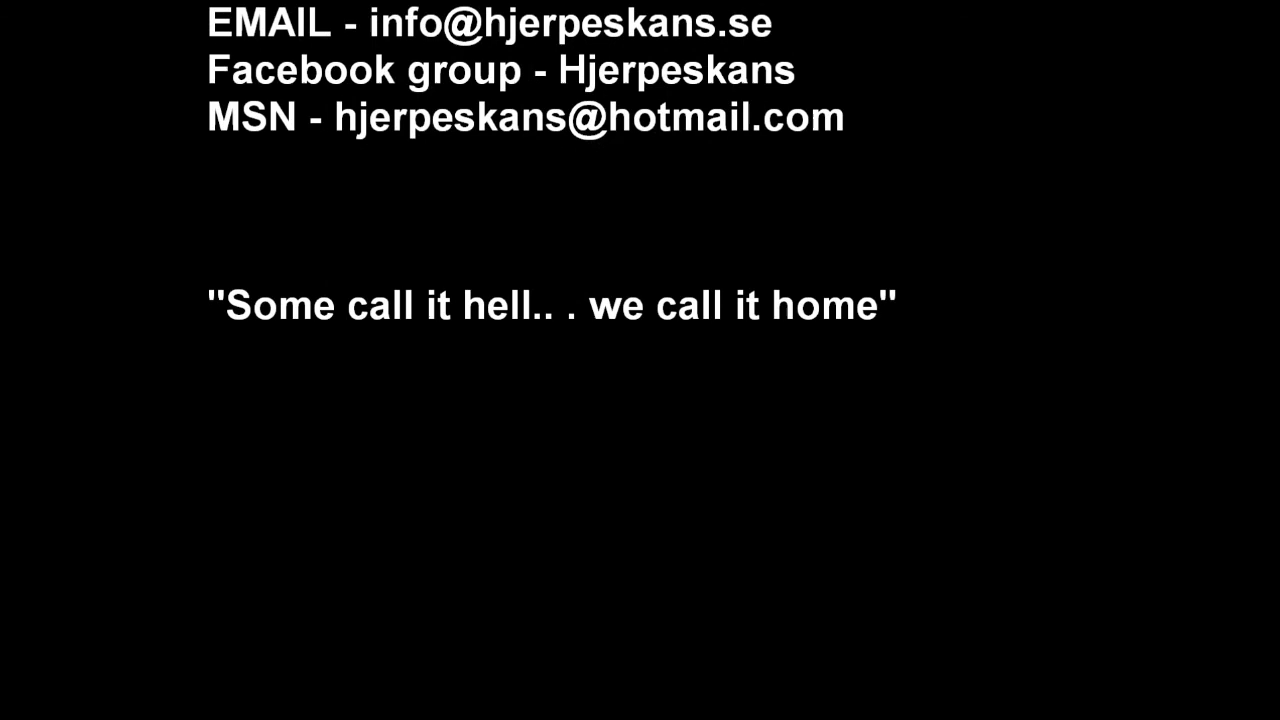 EMAIL - info@hjerpeskans.se
Facebook group - Hjerpeskans
MSN - hjerpeskans@hotmail.com
"Some call it hell.. . we call it home"